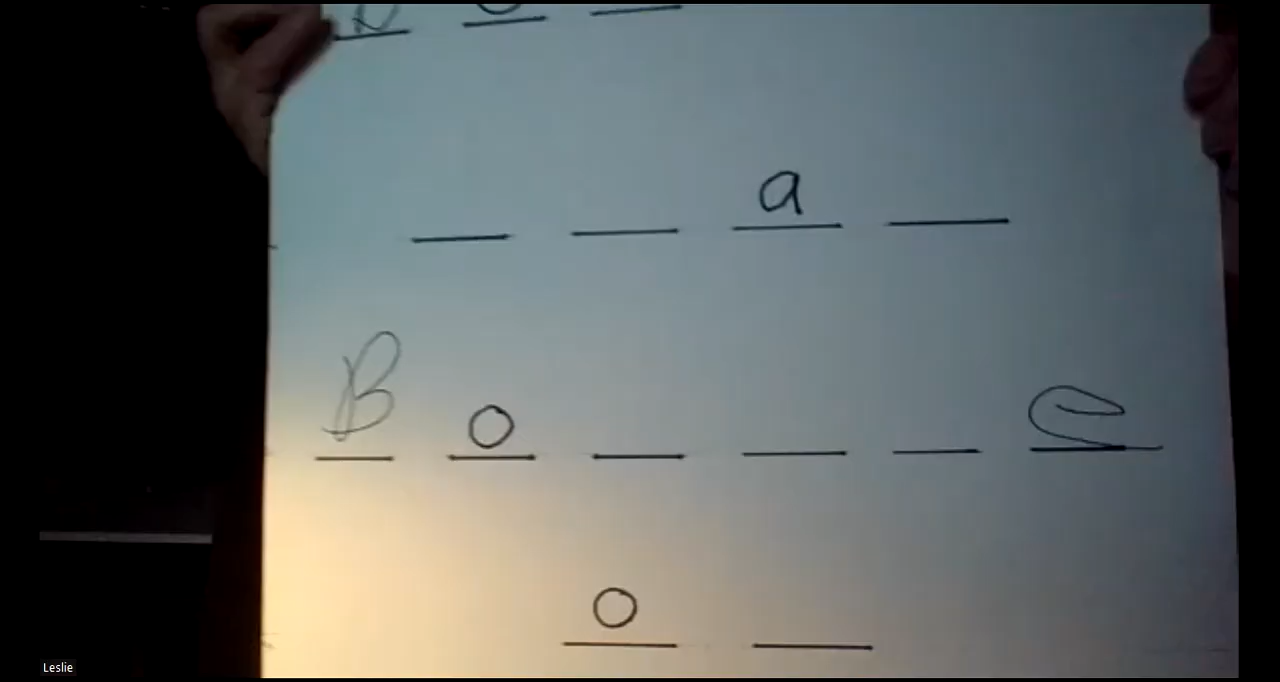 _ _ a _
B o _ _ _ e
o _
Leslie